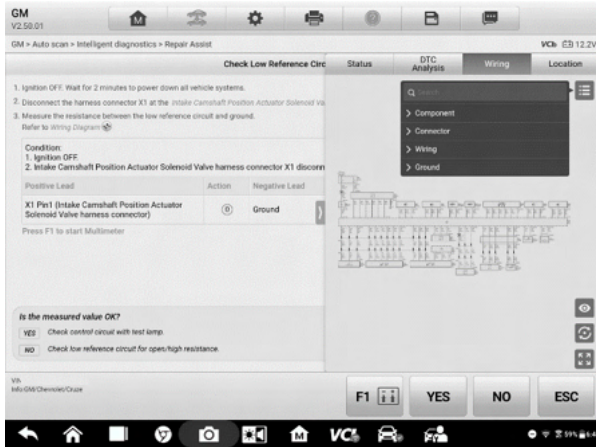 GM
V2.50.01
GM > Auto scan > Intelligent diagnostics > Repair Assist
VCI 12.2V
Check Low Reference Circ
Status
DTC
Analysis
Wiring
Location
1. Ignition OFF. Wait for 2 minutes to power down all vehicle systems.
2. Disconnect the harness connector X1 at the Intake Camshaft Position Actuator Solenoid Va
3. Measure the resistance between the low reference circuit and ground.
Refer to Wiring Diagram
Search
> Component
> Connector
> Wiring
> Ground
Condition:
1. Ignition OFF.
2. Intake Camshaft Position Actuator Solenoid Valve harness connector X1 disconn
Positive Lead Action Negative Lead
X1 Pin1 (Intake Camshaft Position Actuator
Solenoid Valve harness connector)
Ω
Ground
Press F1 to start Multimeter
Is the measured value OK?
YES Check control circuit with test lamp.
NO Check low reference circuit for open/high resistance.
Info:GM/Chevrolet/Cruze
F1
YES
NO
ESC
VCI
59%